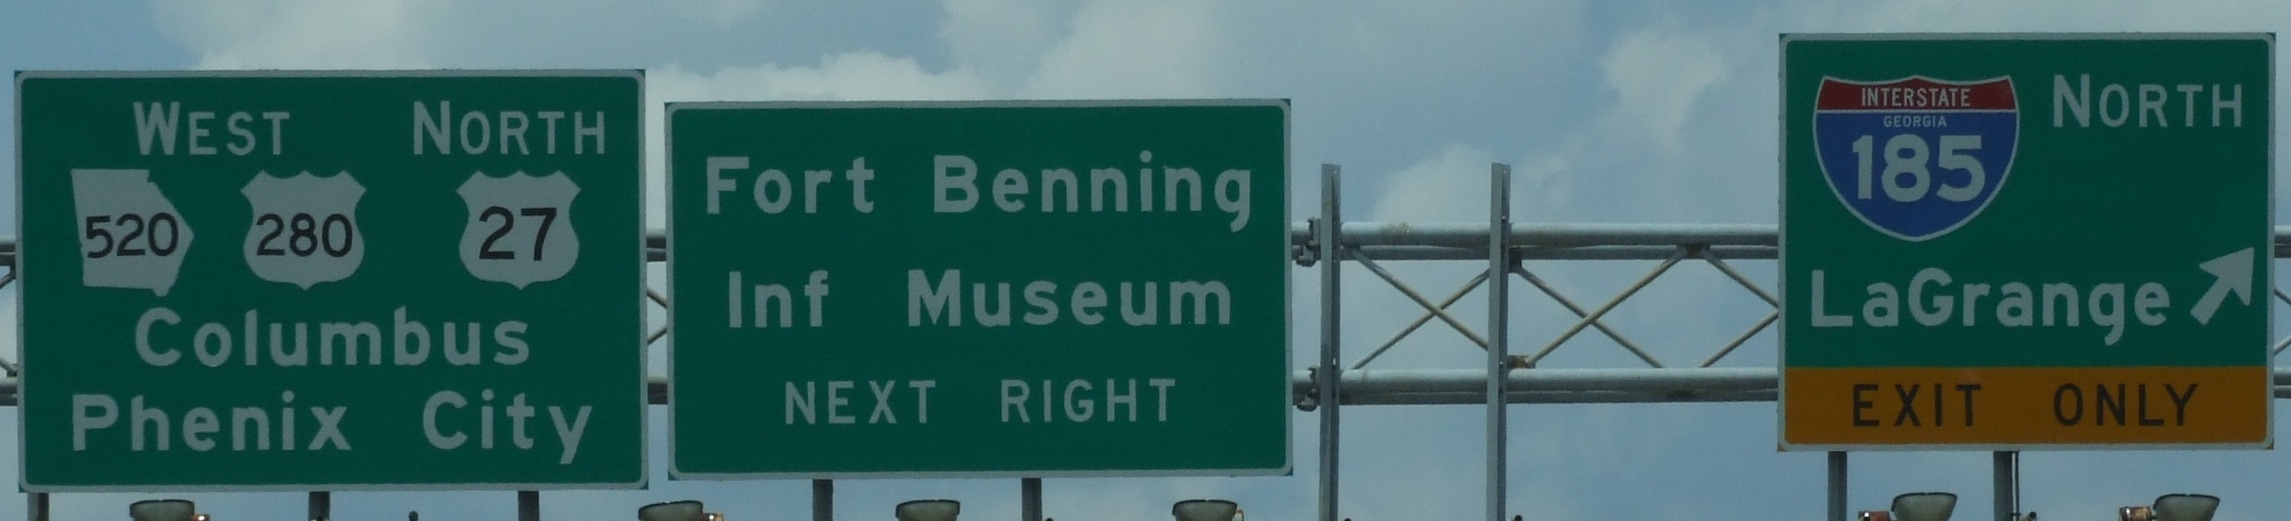 WEST NORTH
520 280 27
Columbus
Phenix City
Fort Benning
Inf Museum
NEXT RIGHT
INTERSTATE
GEORGIA
185
NORTH
LaGrange
EXIT ONLY